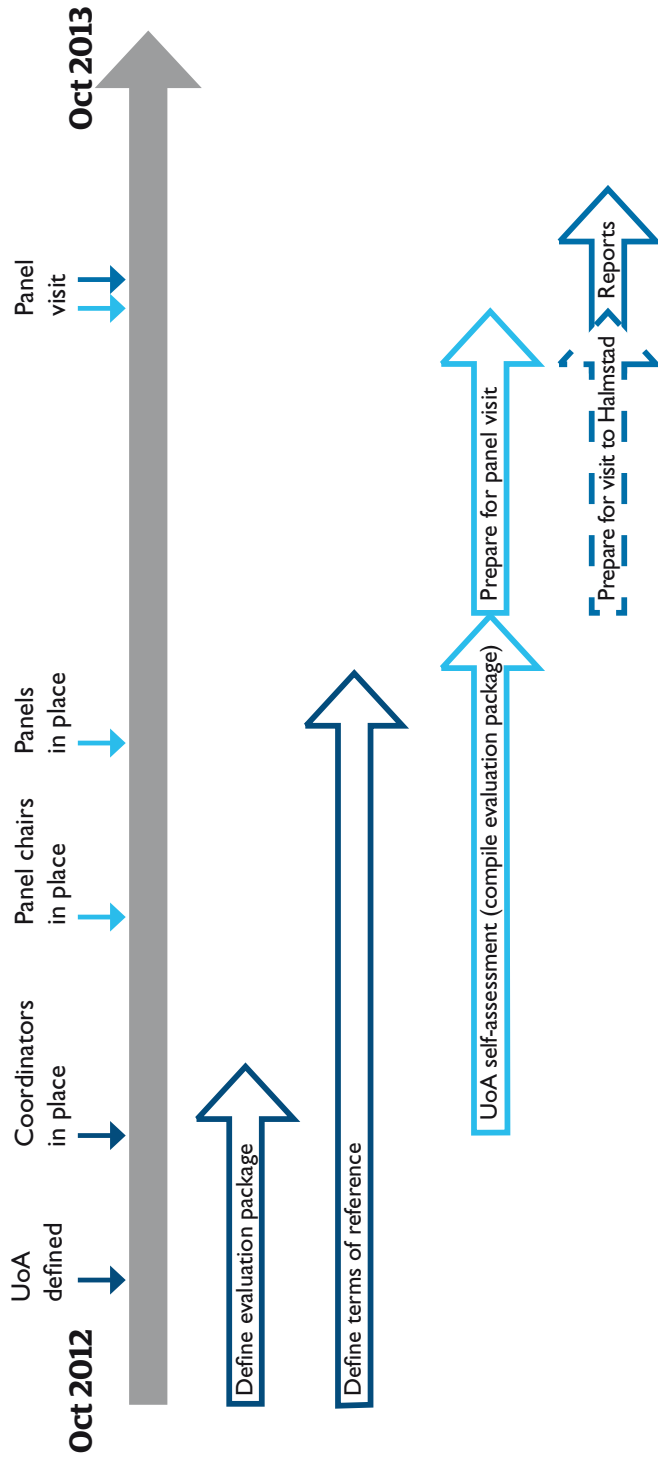 Oct 2012
Oct 2013
UoA
defined
Coordinators
in place
Panel chairs
in place
Panels
in place
Panel
visit
Define evaluation package
Define terms of reference
UoA self-assessment (compile evaluation package)
Prepare for panel visit
Prepare for visit to Halmstad
Reports